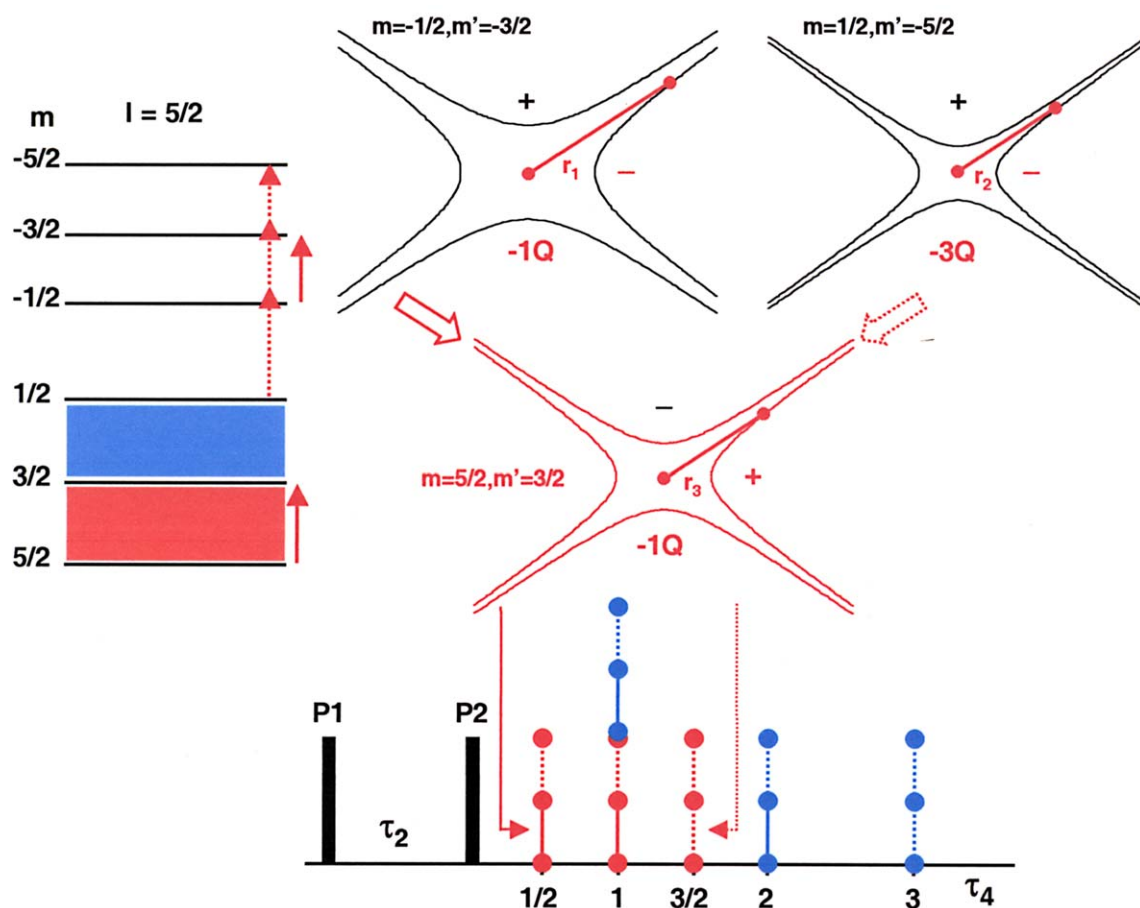 m I = 5/2
-5/2
-3/2
-1/2
1/2
3/2
5/2
m=-1/2,m'=-3/2
+
r1
−
-1Q
m=1/2,m'=-5/2
+
r2
−
-3Q
−
m=5/2,m'=3/2
r3
+
-1Q
P1 P2
τ2
1/2 1 3/2 2 3 τ4